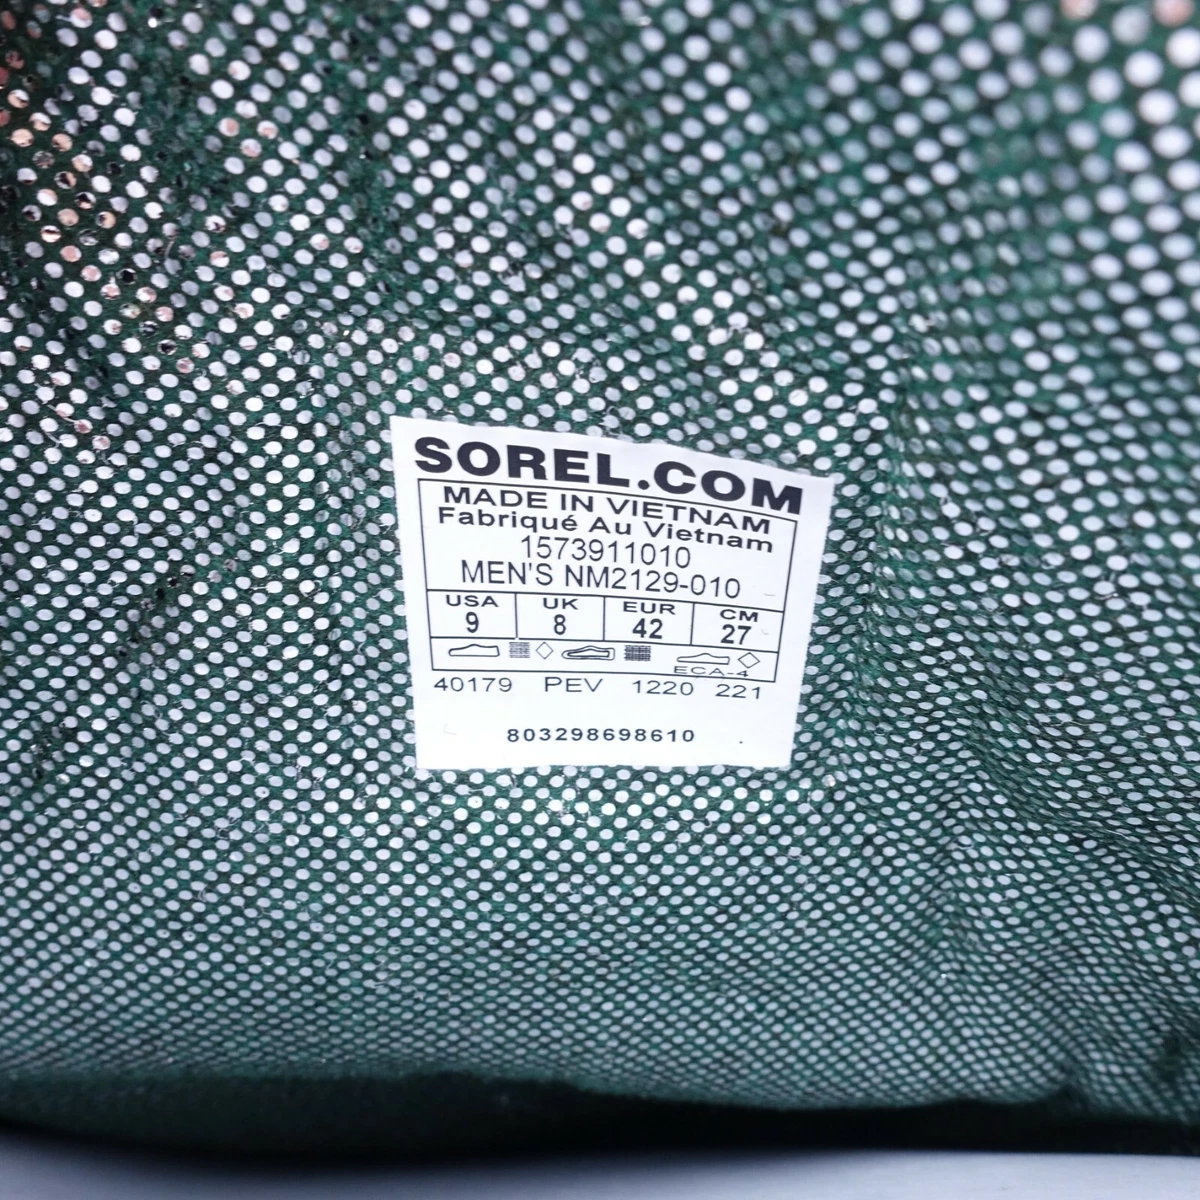 SOREL.COM
MADE IN VIETNAM
Fabriqué Au Vietnam
1573911010
MEN'S NM2129-010
USA UK EUR CM
9 8 42 27
ECA-4
40179 PEV 1220 221
803298698610